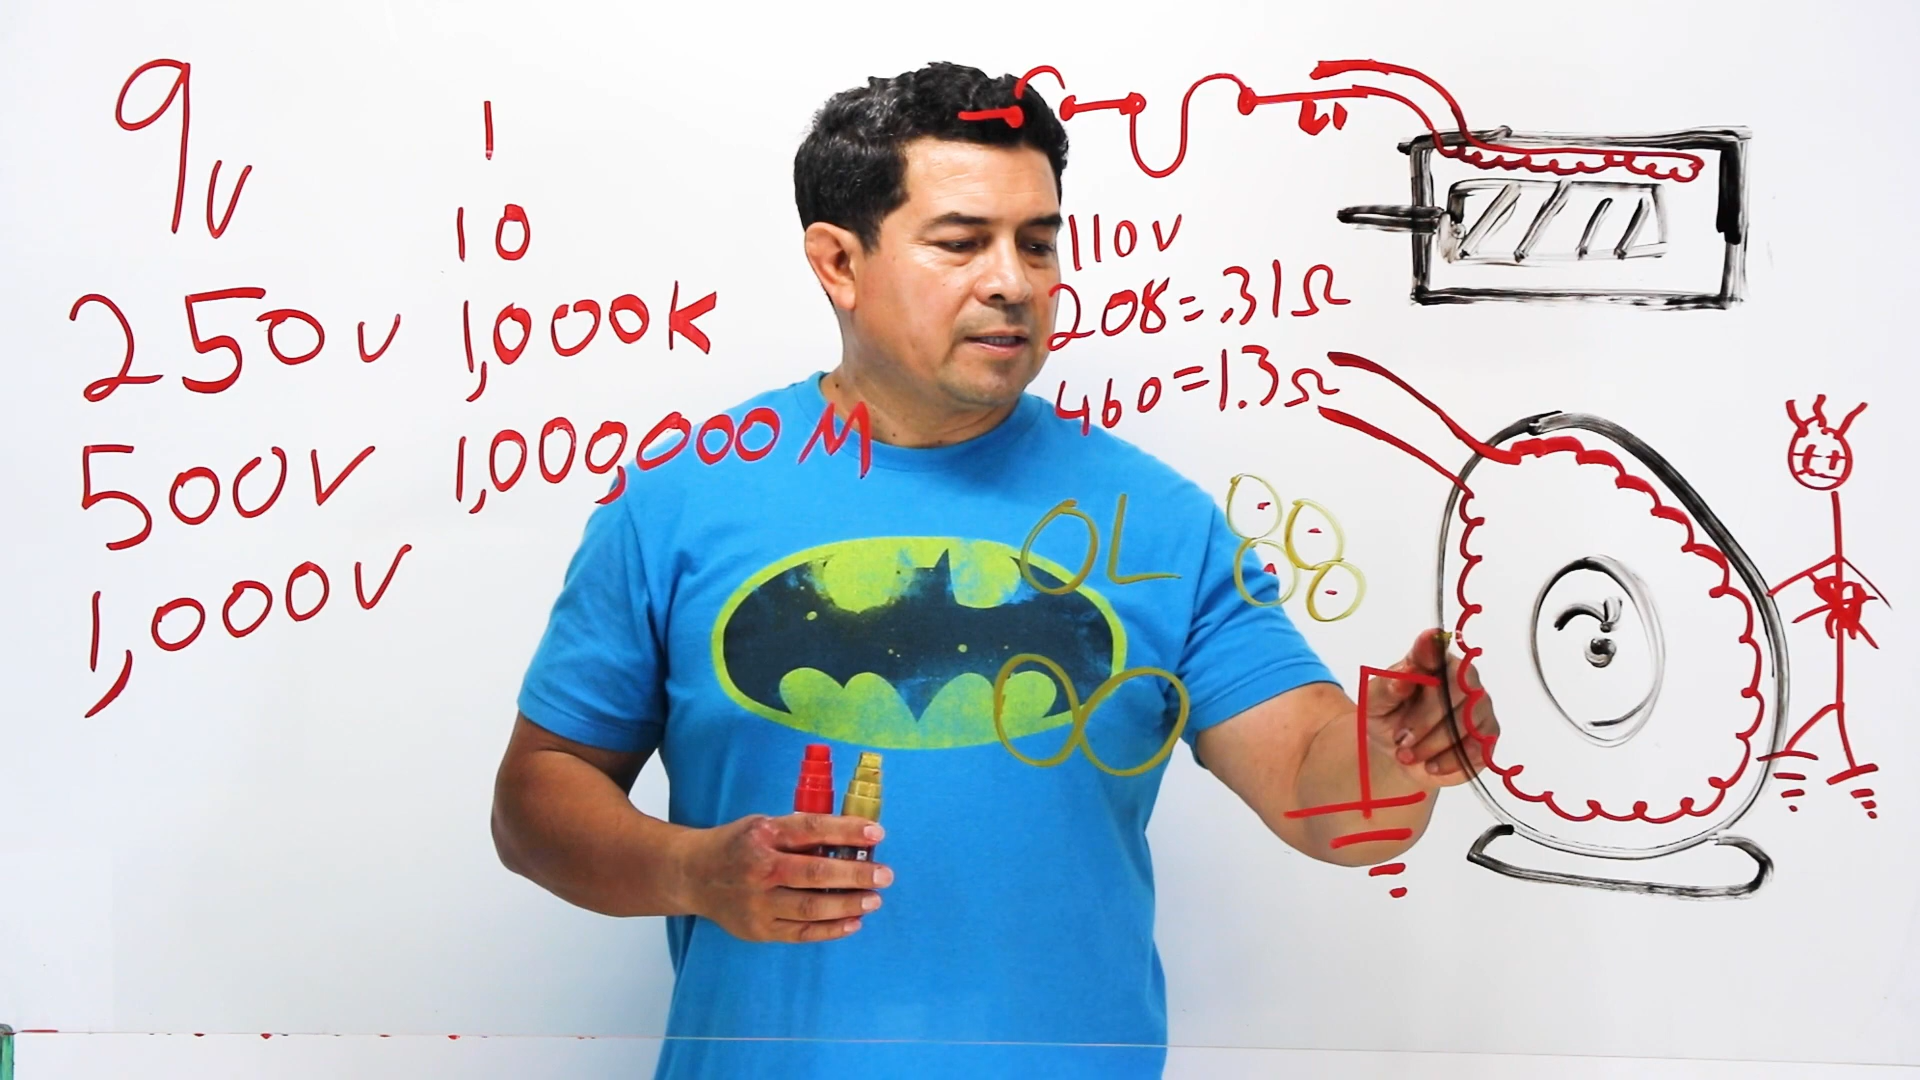 9v
250v
500v
1,000v
1
10
1,000K
1,000,000 M
110v
208=.31Ω
460=1.3Ω
OL